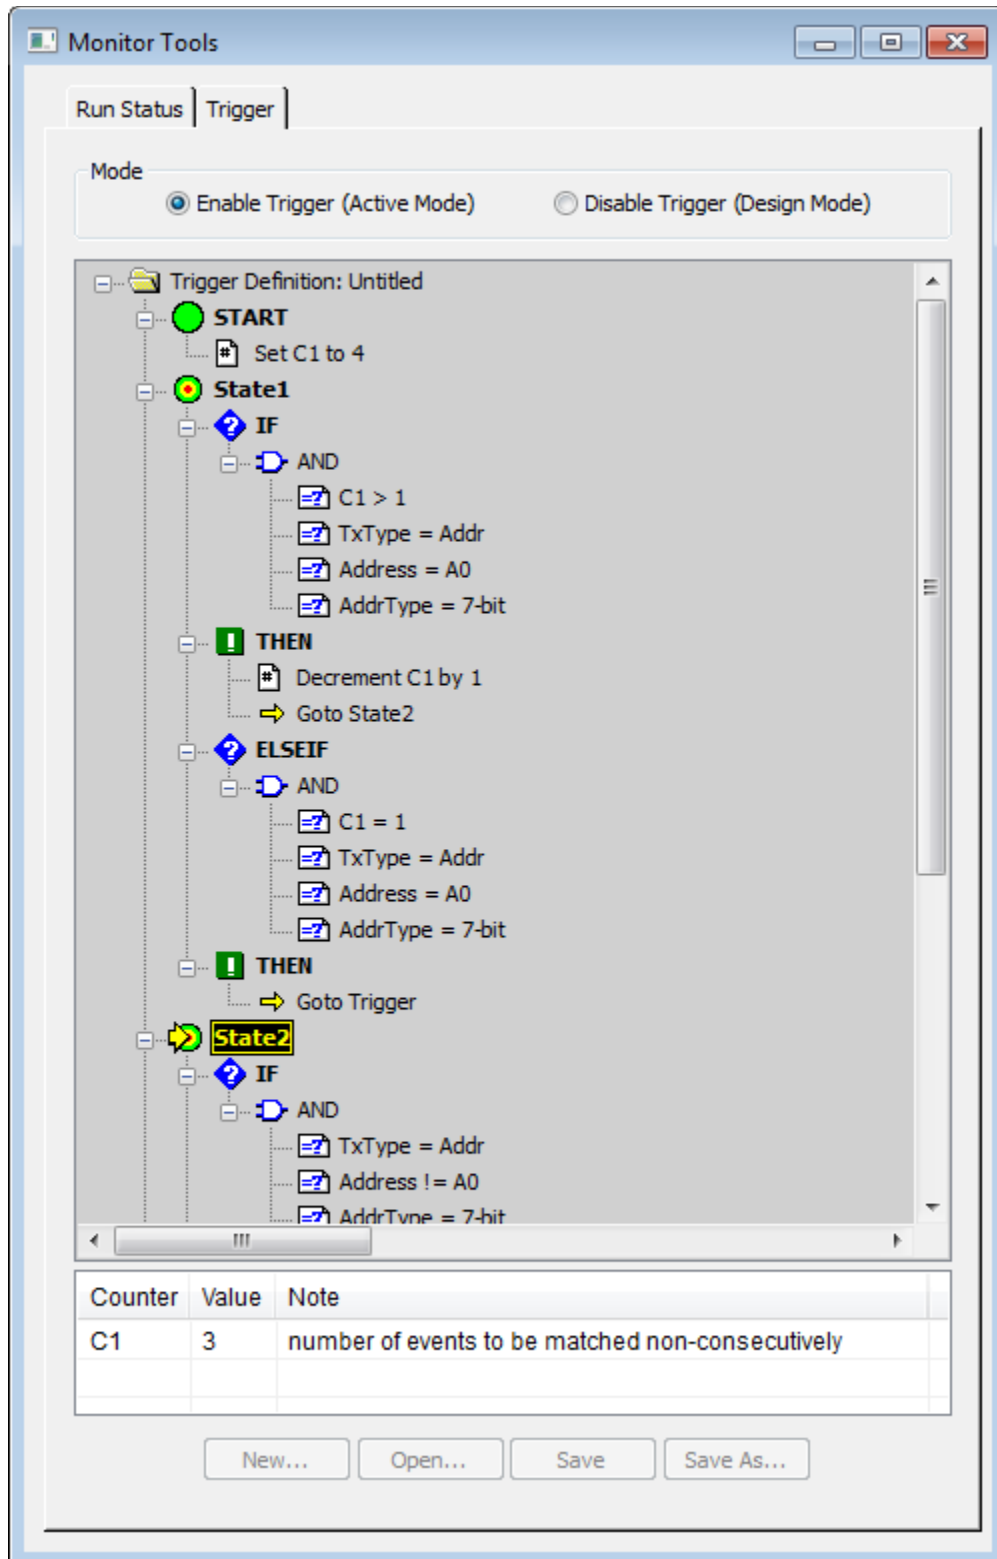 Monitor Tools
Run Status Trigger
Mode
Enable Trigger (Active Mode) Disable Trigger (Design Mode)
Trigger Definition: Untitled
START
Set C1 to 4
State1
IF
AND
C1 > 1
TxType = Addr
Address = A0
AddrType = 7-bit
THEN
Decrement C1 by 1
Goto State2
ELSEIF
AND
C1 = 1
TxType = Addr
Address = A0
AddrType = 7-bit
THEN
Goto Trigger
State2
IF
AND
TxType = Addr
Address != A0
AddrType = 7-bit
Counter Value Note
C1 3 number of events to be matched non-consecutively
New... Open... Save Save As...